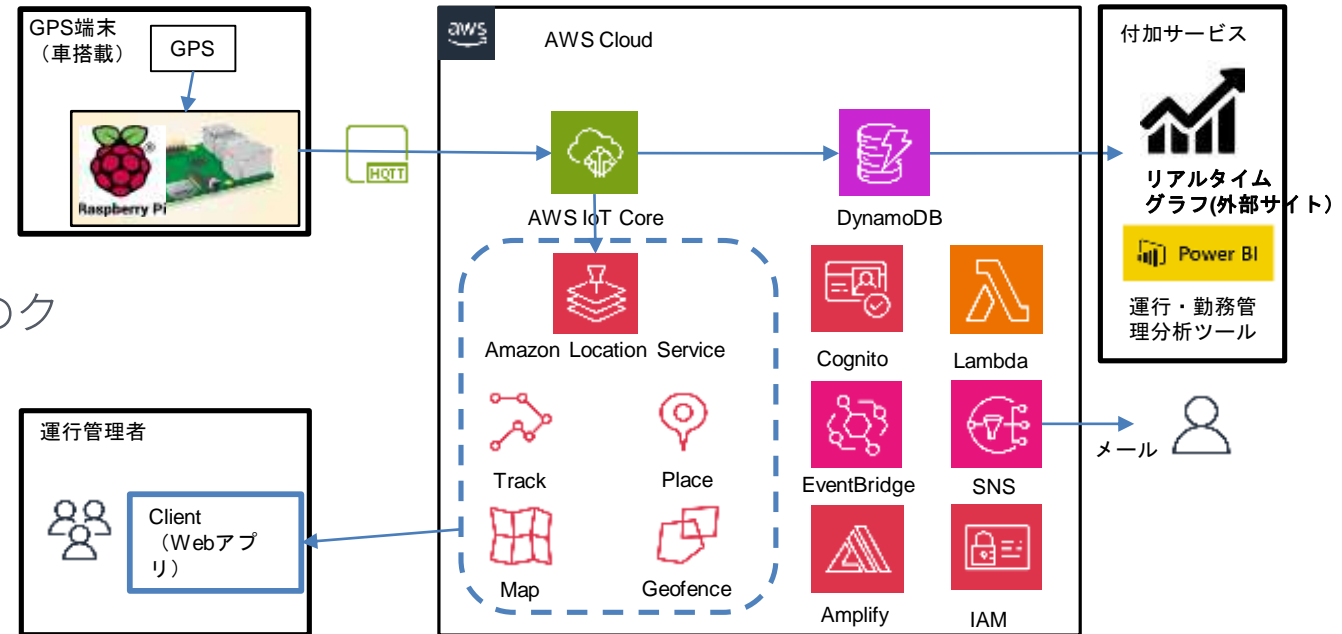 GPS端末
（車搭載）
GPS
Raspberry Pi
HQTT
aws
AWS Cloud
AWS IoT Core
DynamoDB
Amazon Location Service
Track
Place
Map
Geofence
Cognito
Lambda
EventBridge
SNS
Amplify
IAM
付加サービス
リアルタイム
グラフ(外部サイト）
Power BI
運行・勤務管
理分析ツール
メール
のク
運行管理者
Client
（Webアプ
リ）